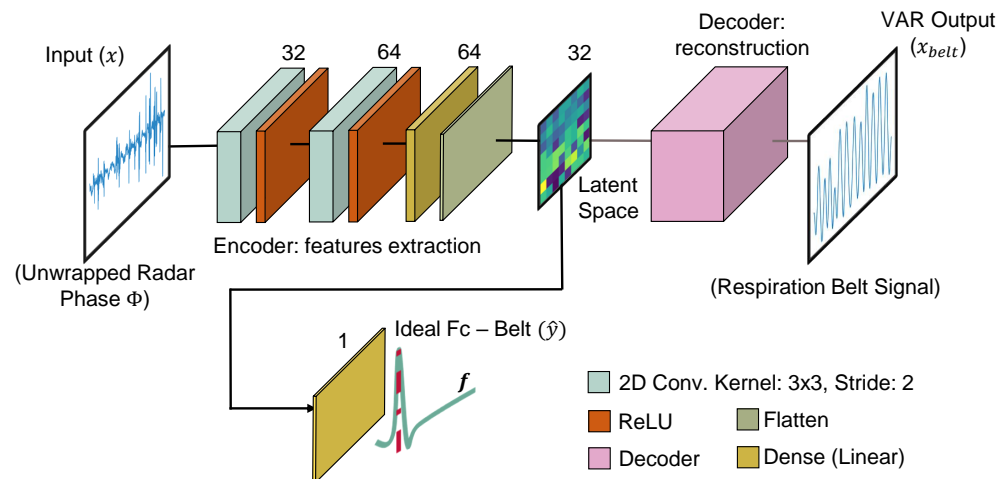 Input (x)
32
64
64
32
Decoder:
reconstruction
VAR Output
(x_belt)
Latent
Space
Encoder: features extraction
(Unwrapped Radar
Phase Φ)
(Respiration Belt Signal)
1
Ideal Fc – Belt (ŷ)
f
2D Conv. Kernel: 3x3, Stride: 2
ReLU
Flatten
Decoder
Dense (Linear)